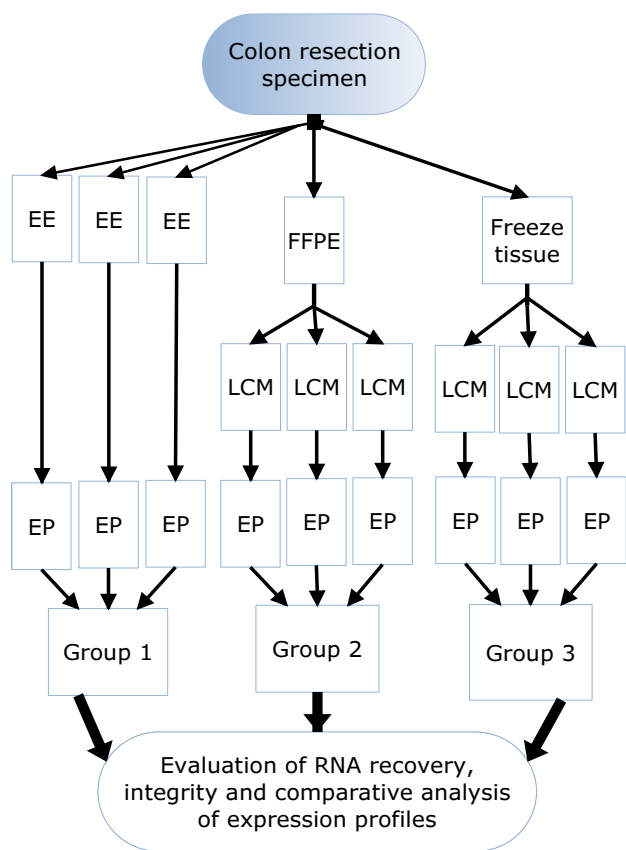 Colon resection
specimen
EE
EE
EE
FFPE
Freeze
tissue
LCM
LCM
LCM
LCM
LCM
LCM
EP
EP
EP
EP
EP
EP
EP
EP
EP
Group 1
Group 2
Group 3
Evaluation of RNA recovery,
integrity and comparative analysis
of expression profiles